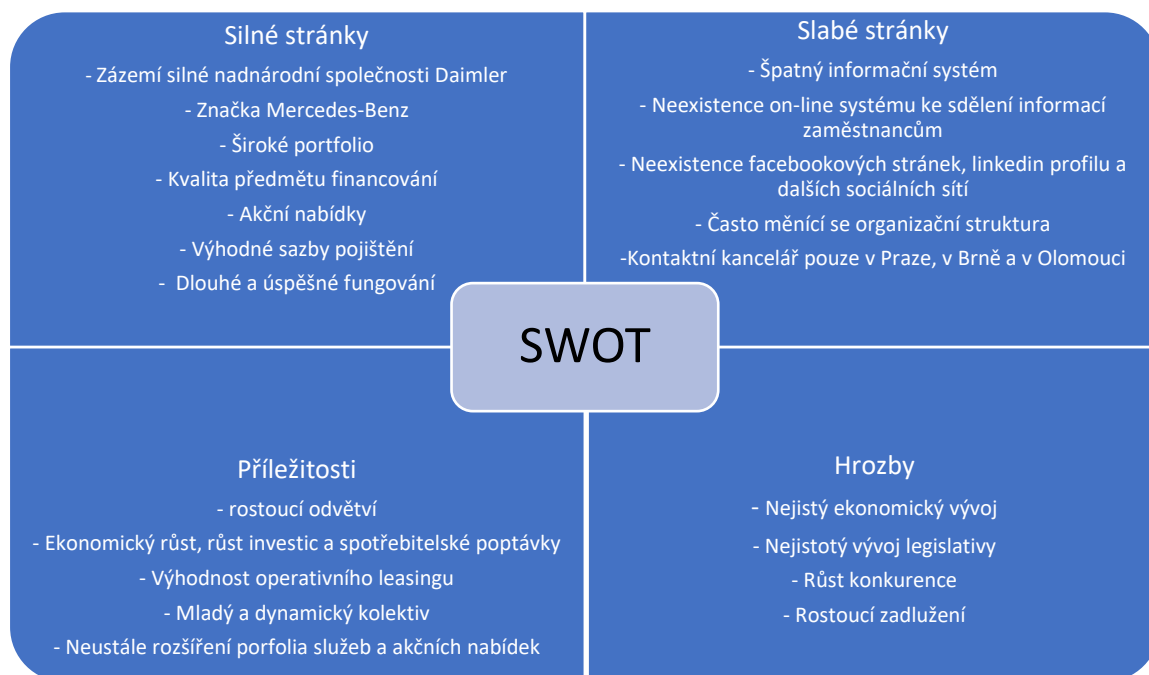 Silné stránky
- Zázemí silné nadnárodní společnosti Daimler
- Značka Mercedes-Benz
- Široké portfolio
- Kvalita předmětu financování
- Akční nabídky
- Výhodné sazby pojištění
- Dlouhé a úspěšné fungování
Slabé stránky
- Špatný informační systém
- Neexistence on-line systému ke sdělení informací
zaměstnancům
- Neexistence facebookových stránek, linkedin profilu a
dalších sociálních sítí
- Často měnící se organizační struktura
-Kontaktní kancelář pouze v Praze, v Brně a v Olomouci
SWOT
Příležitosti
- rostoucí odvětví
- Ekonomický růst, růst investic a spotřebitelské poptávky
- Výhodnost operativního leasingu
- Mladý a dynamický kolektiv
- Neustále rozšíření porfolia služeb a akčních nabídek
Hrozby
- Nejistý ekonomický vývoj
- Nejistotý vývoj legislativy
- Růst konkurence
- Rostoucí zadlužení